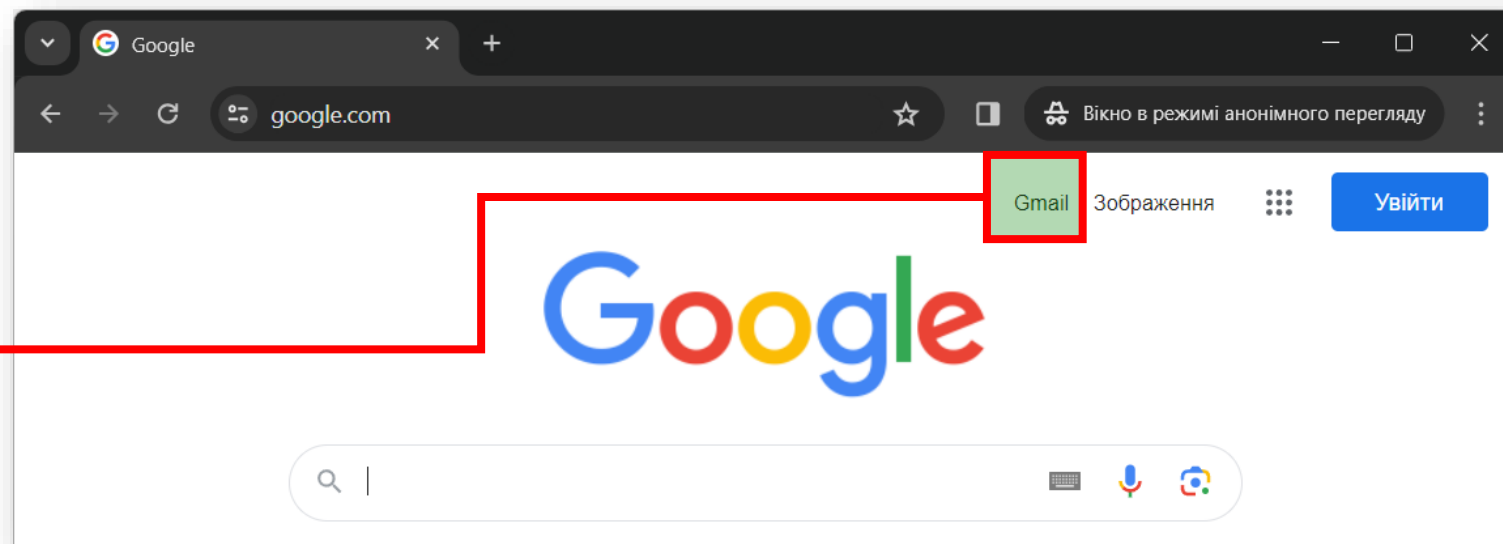 Google
google.com
Вікно в режимі анонімного перегляду
Gmail Зображення Увійти
Google